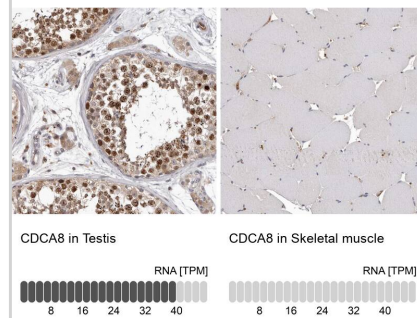 CDCA8 in Testis
CDCA8 in Skeletal muscle
RNA [TPM]
RNA [TPM]
8 16 24 32 40
8 16 24 32 40